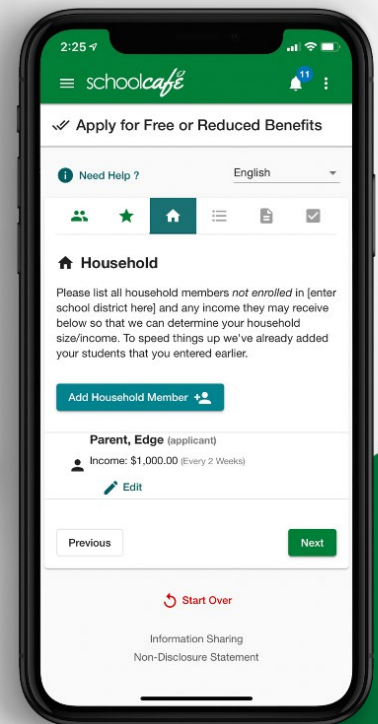 2:25
11
schoolcafé
Apply for Free or Reduced Benefits
Need Help ?
English
Household
Please list all household members not enrolled in [enter
school district here] and any income they may receive
below so that we can determine your household
size/income. To speed things up we've already added
your students that you entered earlier.
Add Household Member
Parent, Edge (applicant)
Income: $1,000.00 (Every 2 Weeks)
Edit
Previous
Next
Start Over
Information Sharing
Non-Disclosure Statement